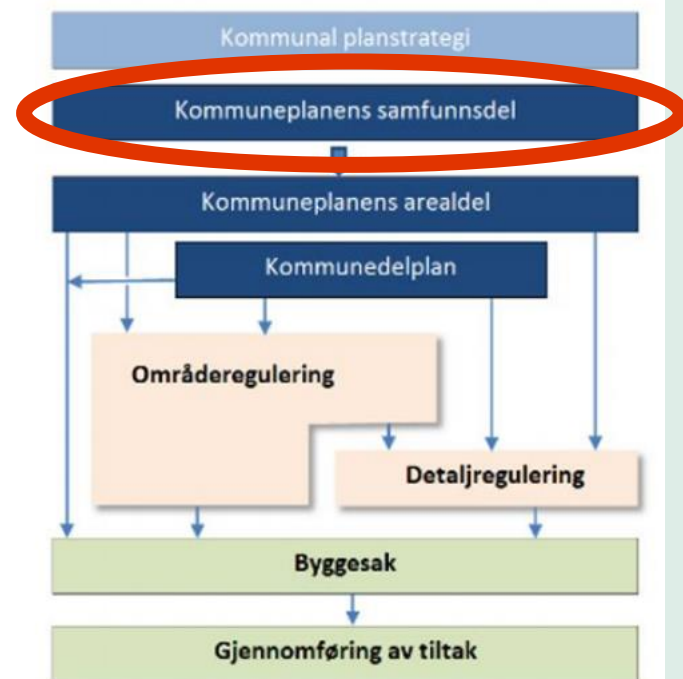 Kommunal planstrategi
Kommuneplanens samfunnsdel
Kommuneplanens arealdel
Kommunedelplan
Områderegulering
Detaljregulering
Byggesak
Gjennomføring av tiltak